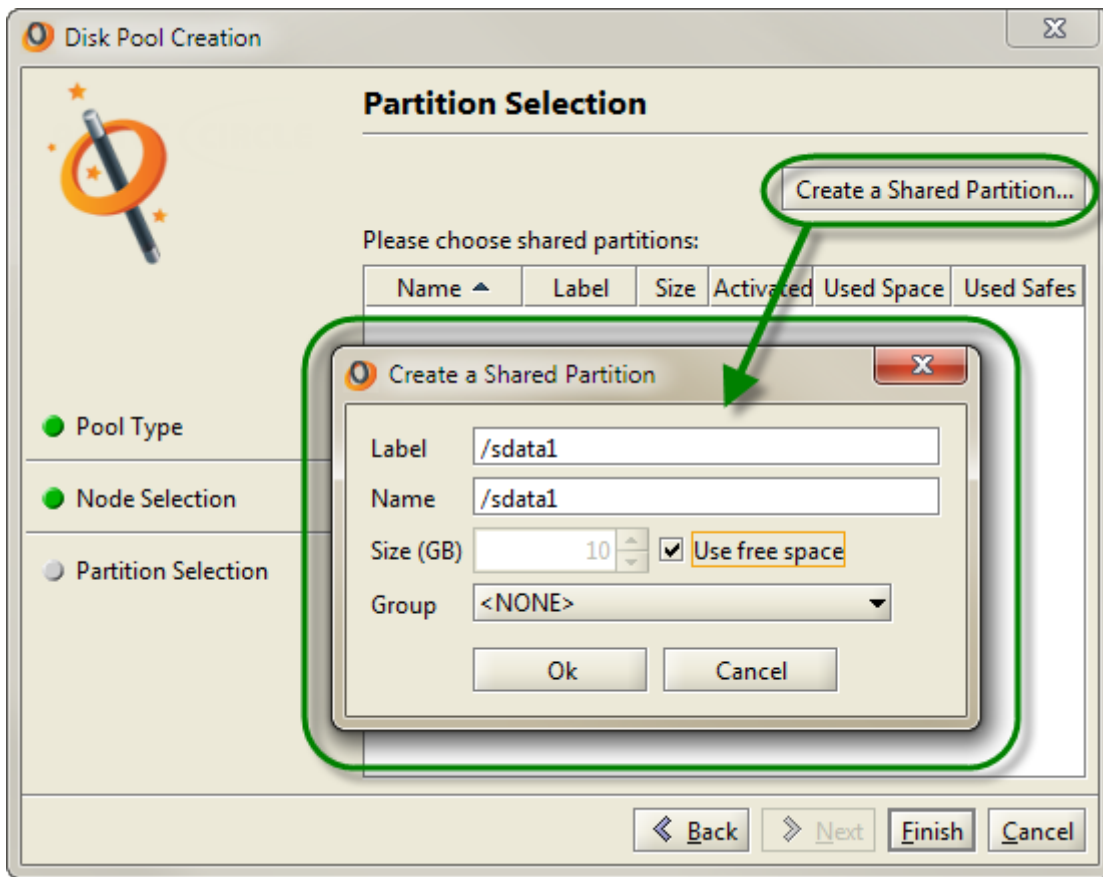 Disk Pool Creation
Partition Selection
Create a Shared Partition...
Please choose shared partitions:
Name Label Size Activated Used Space Used Safes
Pool Type
Node Selection
Partition Selection
Create a Shared Partition
Label /sdata1
Name /sdata1
Size (GB) 10 Use free space
Group <NONE>
Ok Cancel
Back Next Finish Cancel